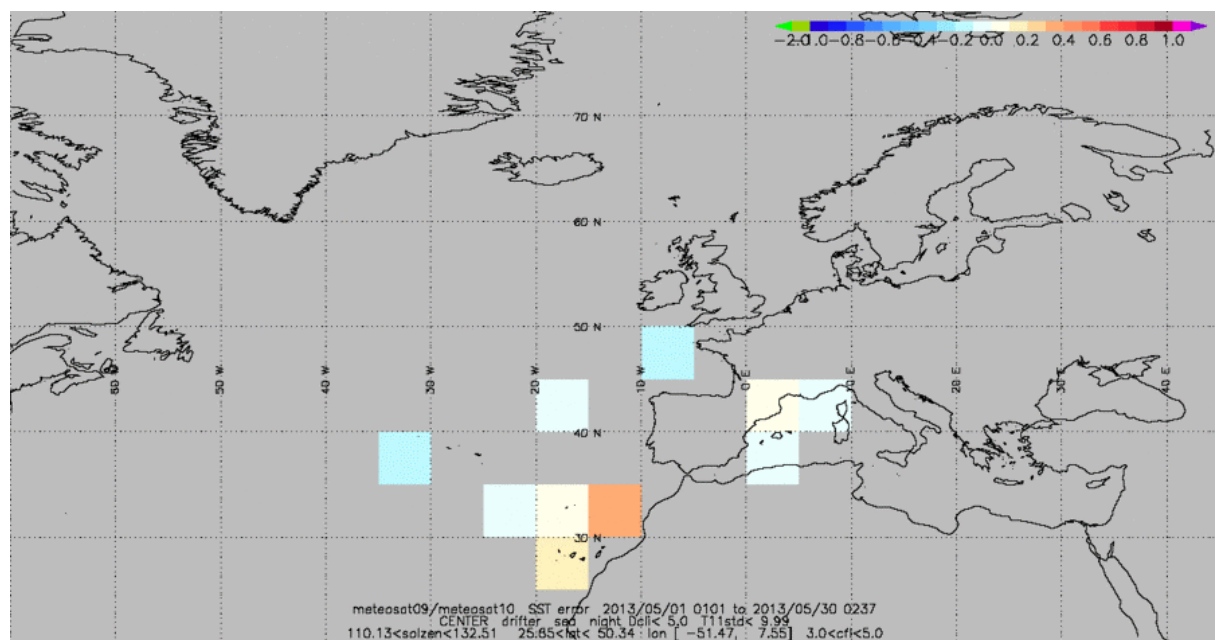 -2.0 -1.0 -0.8 -0.6 -0.4 -0.2 -0.0 0.2 0.4 0.6 0.8 1.0
70 N
60 N
50 N
60 W 50 W 40 W 30 W 20 W 10 W 0 E 10 E 20 E 30 E 40 E
40 N
30 N
meteosat09/meteosat10 SST error 2013/05/01 0101 to 2013/05/30 0237
CENTER drifter sea night Dcli< 5.0 T11std< 9.99
110.13<solzen<132.51 25.85<lat< 50.34 : lon [ -51.47, 7.55] 3.0<cfl<5.0